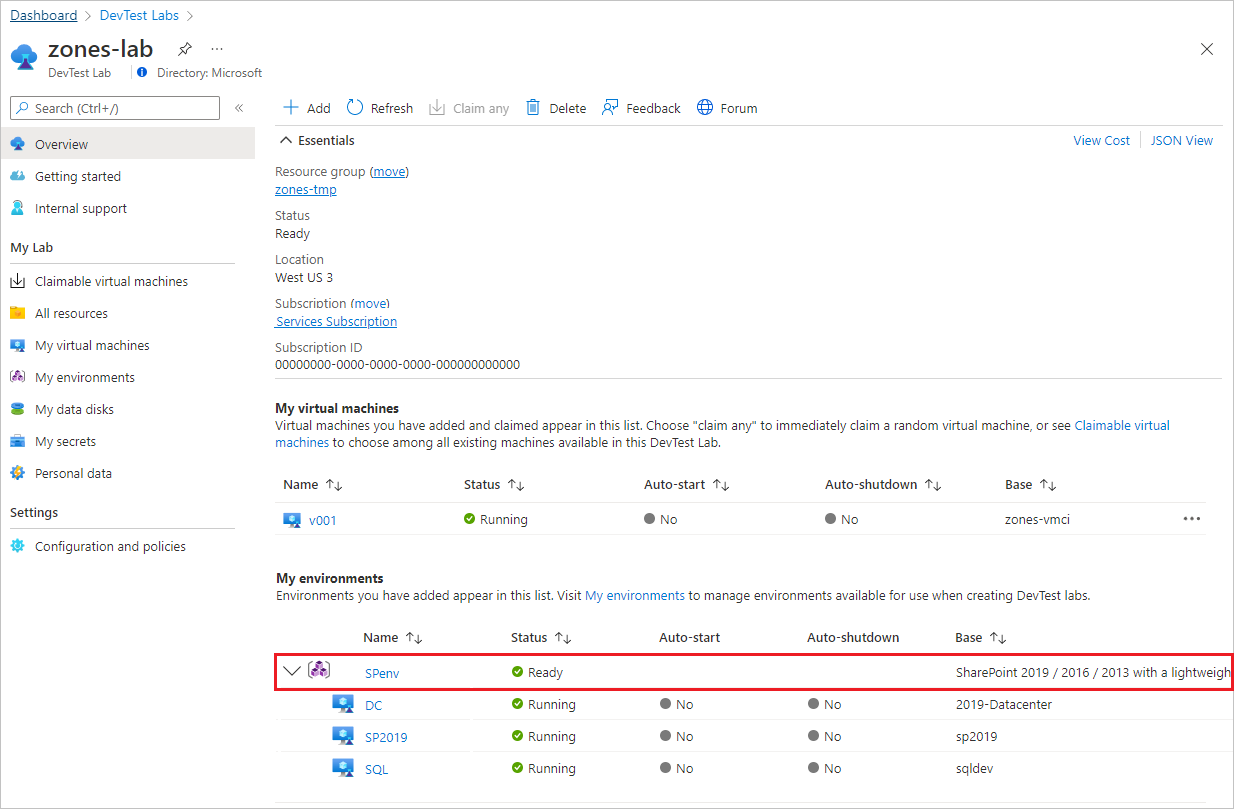 Dashboard > DevTest Labs >
zones-lab ...
DevTest Lab Directory: Microsoft
Search (Ctrl+/) «
Overview
Getting started
Internal support
My Lab
Claimable virtual machines
All resources
My virtual machines
My environments
My data disks
My secrets
Personal data
Settings
Configuration and policies
Add Refresh Claim any Delete Feedback Forum
Essentials View Cost JSON View
Resource group (move)
zones-tmp
Status
Ready
Location
West US 3
Subscription (move)
Services Subscription
Subscription ID
00000000-0000-0000-0000-000000000000
My virtual machines
Virtual machines you have added and claimed appear in this list. Choose "claim any" to immediately claim a random virtual machine, or see Claimable virtual
machines to choose among all existing machines available in this DevTest Lab.
Name ↑↓ Status ↑↓ Auto-start ↑↓ Auto-shutdown ↑↓ Base ↑↓
v001 Running No No zones-vmci ...
My environments
Environments you have added appear in this list. Visit My environments to manage environments available for use when creating DevTest labs.
Name ↑↓ Status ↑↓ Auto-start Auto-shutdown Base ↑↓
SPenv Ready SharePoint 2019 / 2016 / 2013 with a lightweigh
DC Running No No 2019-Datacenter
SP2019 Running No No sp2019
SQL Running No No sqldev